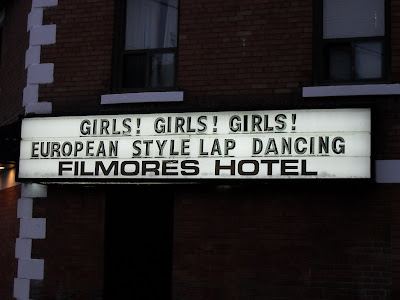 GIRLS! GIRLS! GIRLS!
EUROPEAN STYLE LAP DANCING
FILMORES HOTEL